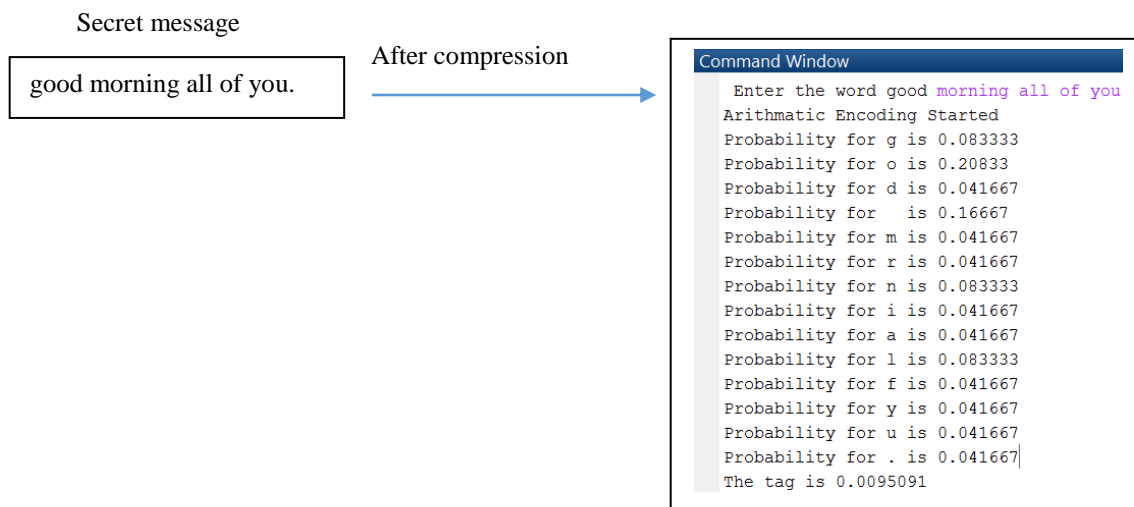 Secret message
good morning all of you.
After compression
Command Window
Enter the word good morning all of you
Arithmatic Encoding Started
Probability for g is 0.083333
Probability for o is 0.20833
Probability for d is 0.041667
Probability for   is 0.16667
Probability for m is 0.041667
Probability for r is 0.041667
Probability for n is 0.083333
Probability for i is 0.041667
Probability for a is 0.041667
Probability for l is 0.083333
Probability for f is 0.041667
Probability for y is 0.041667
Probability for u is 0.041667
Probability for . is 0.041667
The tag is 0.0095091